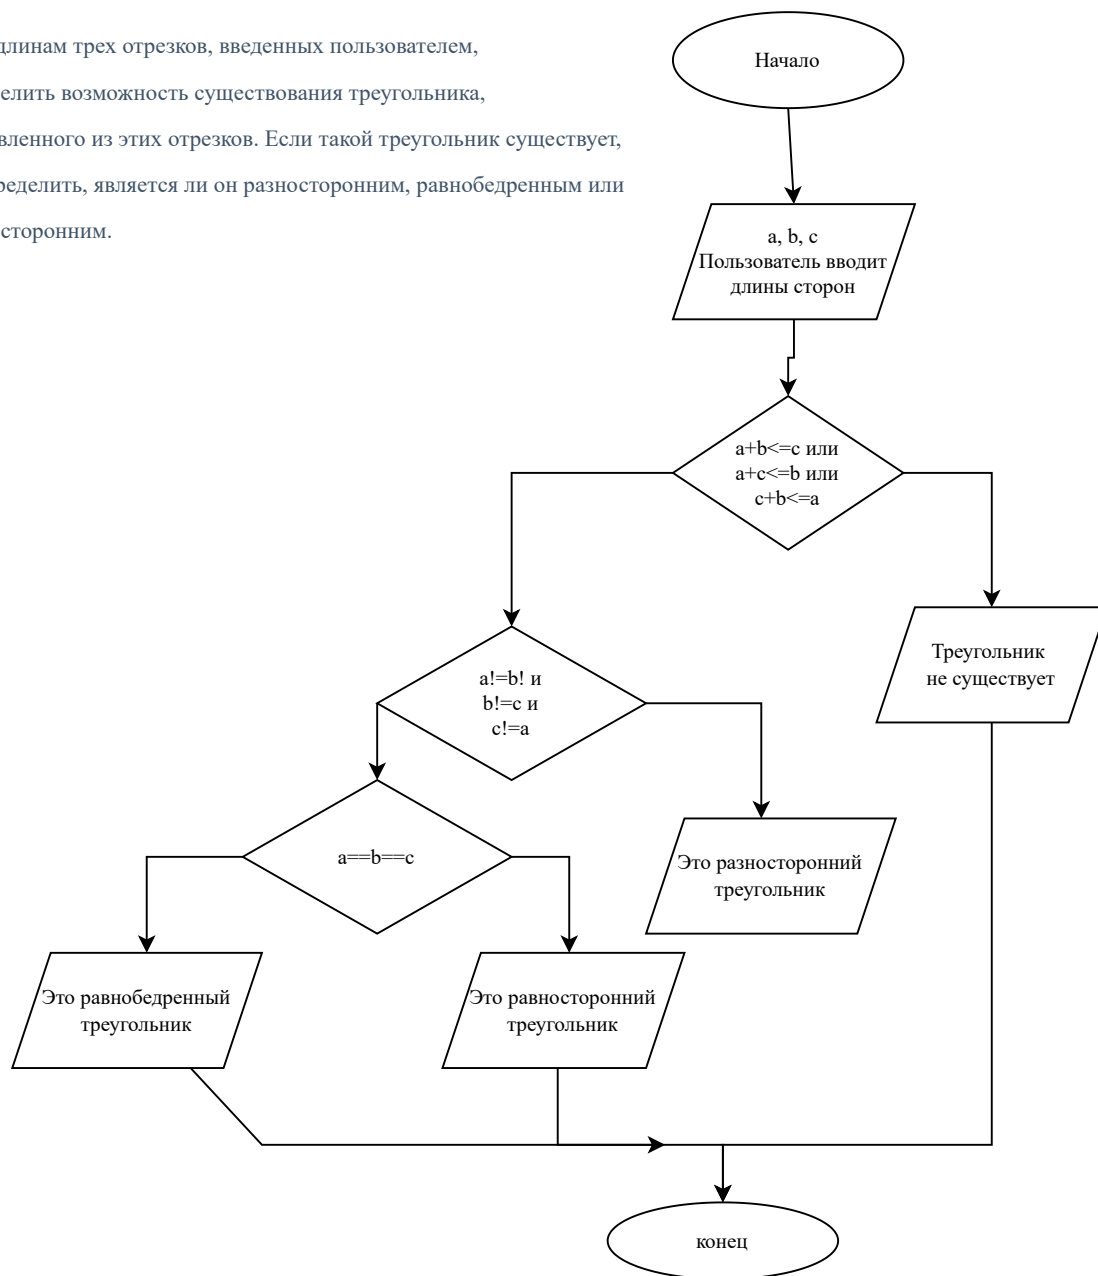 длинам трех отрезков, введенных пользователем,
елить возможность существования треугольника,
вленного из этих отрезков. Если такой треугольник существует,
ределить, является ли он разносторонним, равнобедренным или
сторонним.
Начало
a, b, c
Пользователь вводит
длины сторон
a+b<=c или
a+c<=b или
c+b<=a
a!=b! и
b!=c и
c!=a
Треугольник
не существует
a==b==c
Это разносторонний
треугольник
Это равнобедренный
треугольник
Это равносторонний
треугольник
конец